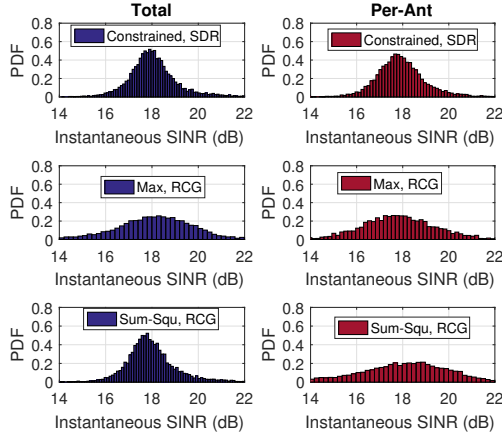 Total
Per-Ant
PDF
0.8
0.6
0.4
0.2
0
Constrained, SDR
14 16 18 20 22
Instantaneous SINR (dB)
PDF
0.8
0.6
0.4
0.2
0
Constrained, SDR
14 16 18 20 22
Instantaneous SINR (dB)
PDF
0.8
0.6
0.4
0.2
0
Max, RCG
14 16 18 20 22
Instantaneous SINR (dB)
PDF
0.8
0.6
0.4
0.2
0
Max, RCG
14 16 18 20 22
Instantaneous SINR (dB)
PDF
0.8
0.6
0.4
0.2
0
Sum-Squ, RCG
14 16 18 20 22
Instantaneous SINR (dB)
PDF
0.8
0.6
0.4
0.2
0
Sum-Squ, RCG
14 16 18 20 22
Instantaneous SINR (dB)